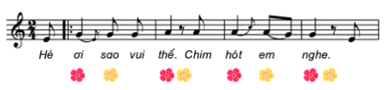 Hè ơi sao vui thế. Chim hót em nghe.